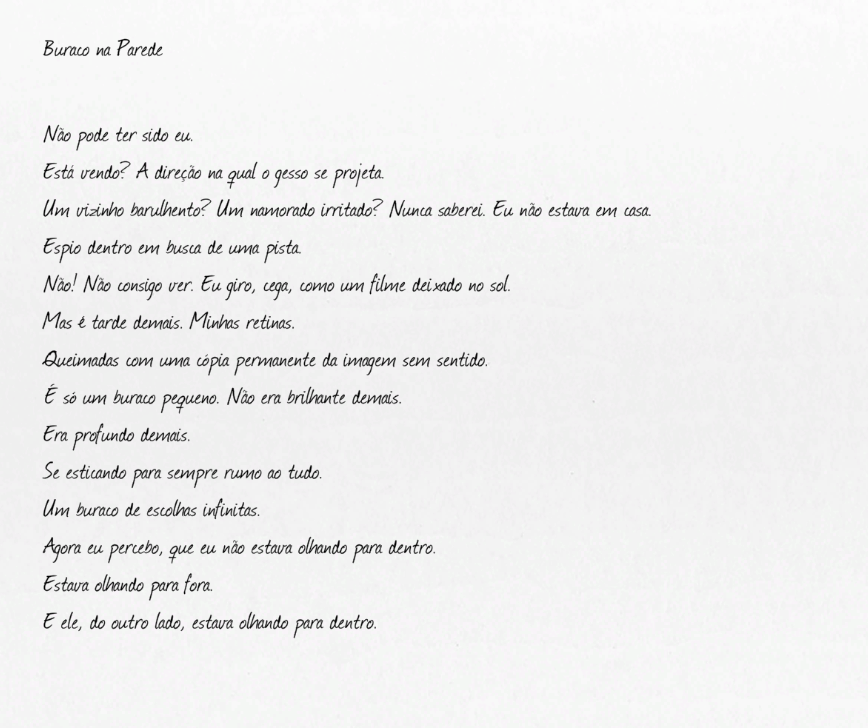 Buraco na Parede
Não pode ter sido eu.
Está vendo? A direção na qual o gesso se projeta.
Um vizinho barulhento? Um namorado irritado? Nunca saberei. Eu não estava em casa.
Espio dentro em busca de uma pista.
Não! Não consigo ver. Eu giro, cega, como um filme deixado no sol.
Mas é tarde demais. Minhas retinas.
Queimadas com uma cópia permanente da imagem sem sentido.
É só um buraco pequeno. Não era brilhante demais.
Era profundo demais.
Se esticando para sempre rumo ao tudo.
Um buraco de escolhas infinitas.
Agora eu percebo, que eu não estava olhando para dentro.
Estava olhando para fora.
E ele, do outro lado, estava olhando para dentro.